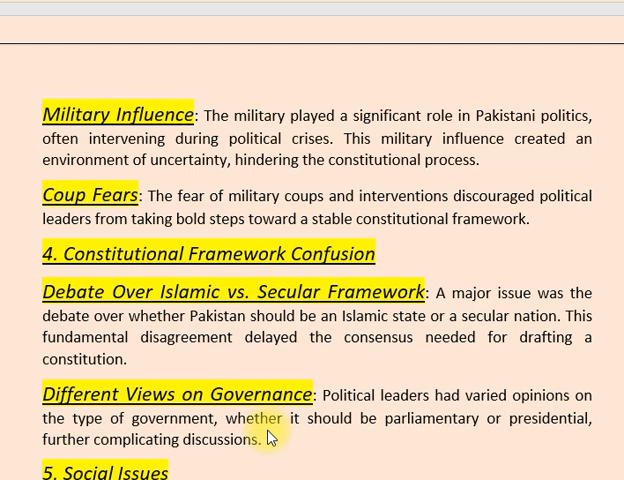 Military Influence: The military played a significant role in Pakistani politics,
often intervening during political crises. This military influence created an
environment of uncertainty, hindering the constitutional process.
Coup Fears: The fear of military coups and interventions discouraged political
leaders from taking bold steps toward a stable constitutional framework.
4. Constitutional Framework Confusion
Debate Over Islamic vs. Secular Framework: A major issue was the
debate over whether Pakistan should be an Islamic state or a secular nation. This
fundamental disagreement delayed the consensus needed for drafting a
constitution.
Different Views on Governance: Political leaders had varied opinions on
the type of government, whether it should be parliamentary or presidential,
further complicating discussions.
5. Social Issues